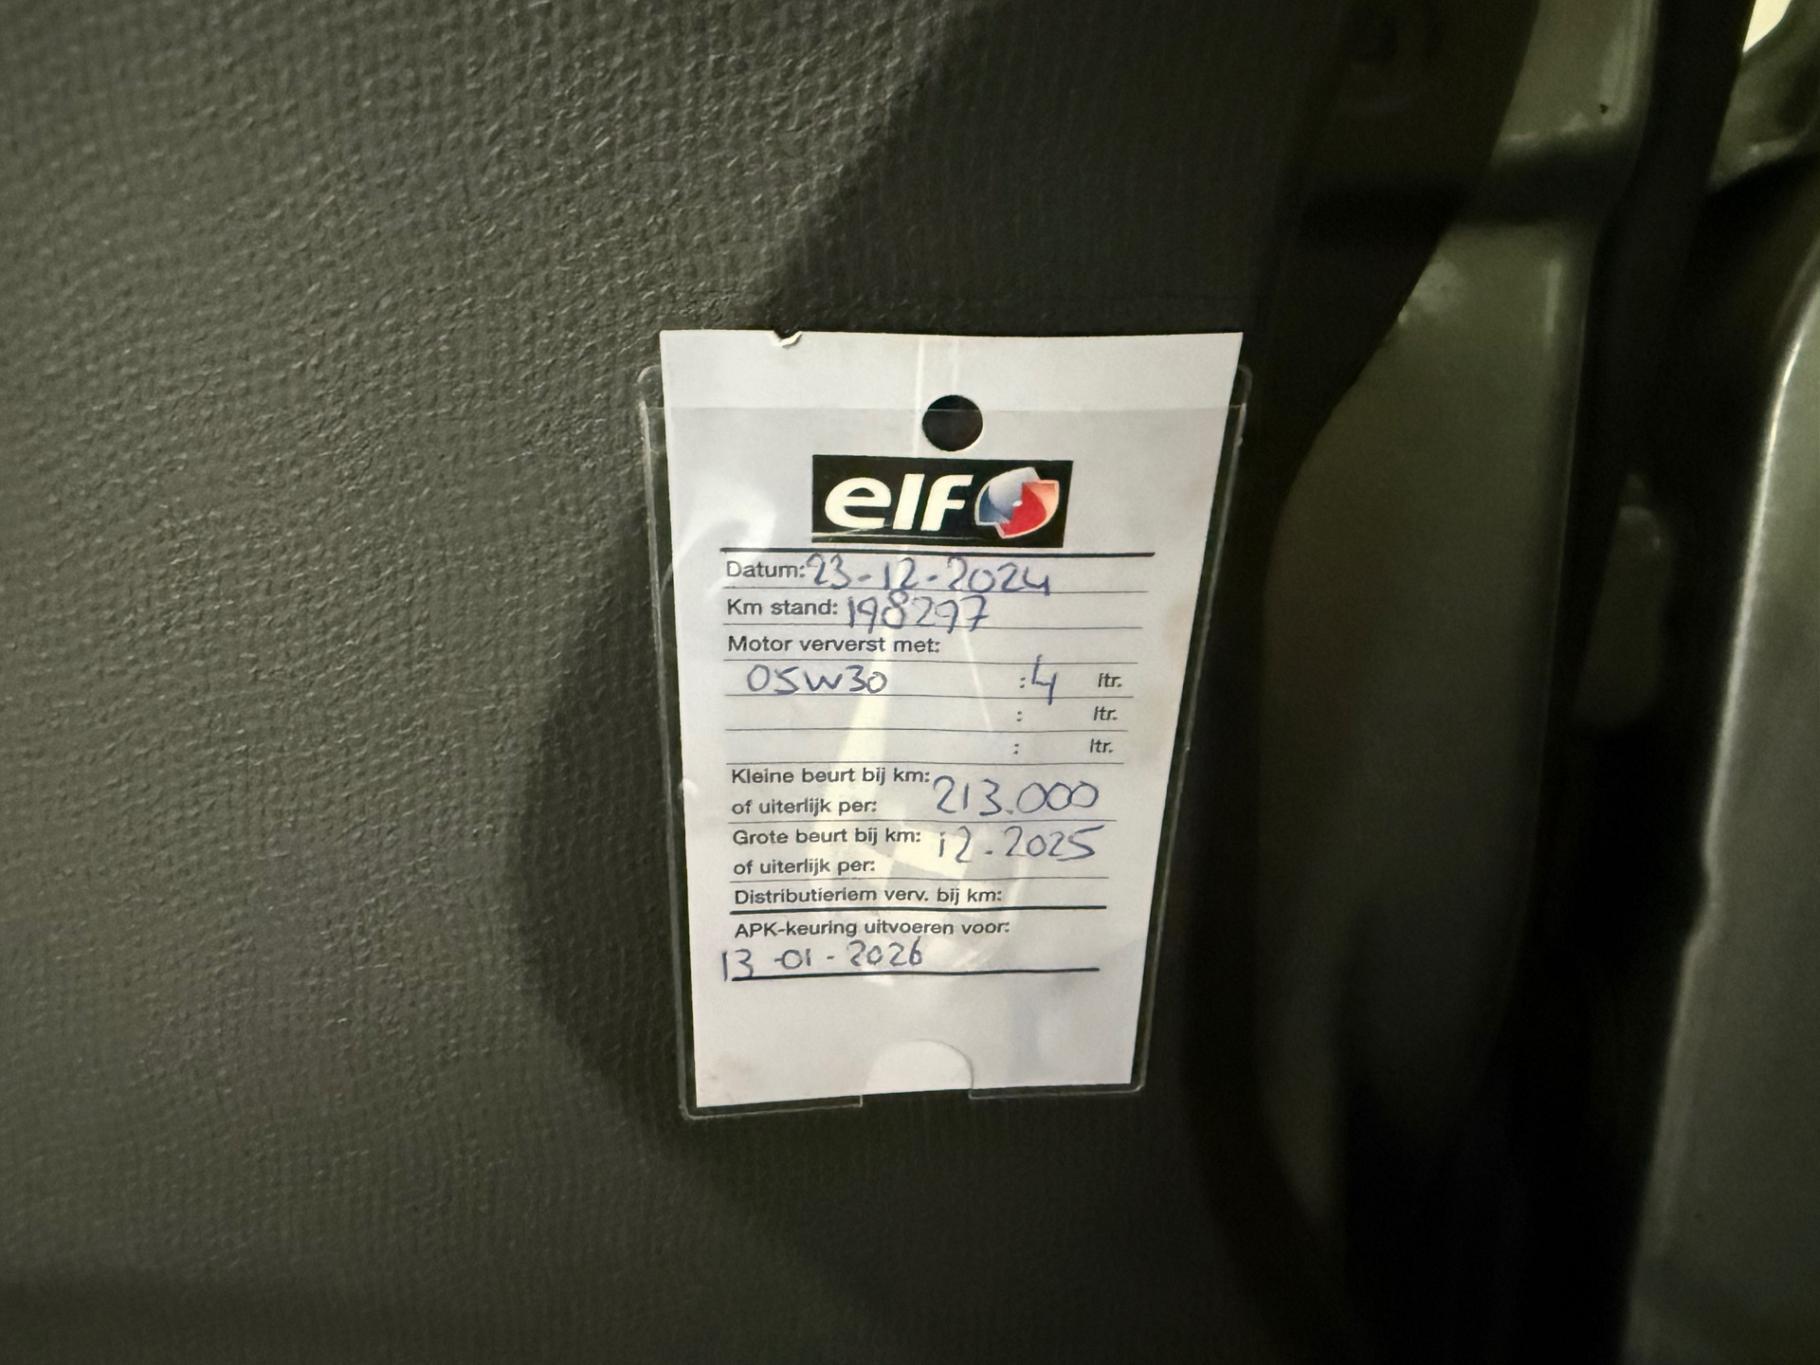 elf
Datum: 23-12-2024
Km stand: 198297
Motor ververst met:
05W30 : 4 ltr.
: ltr.
: ltr.
Kleine beurt bij km: 213.000
of uiterlijk per:
Grote beurt bij km: 12-2025
of uiterlijk per:
Distributieriem verv. bij km:
APK-keuring uitvoeren voor:
13-01-2026